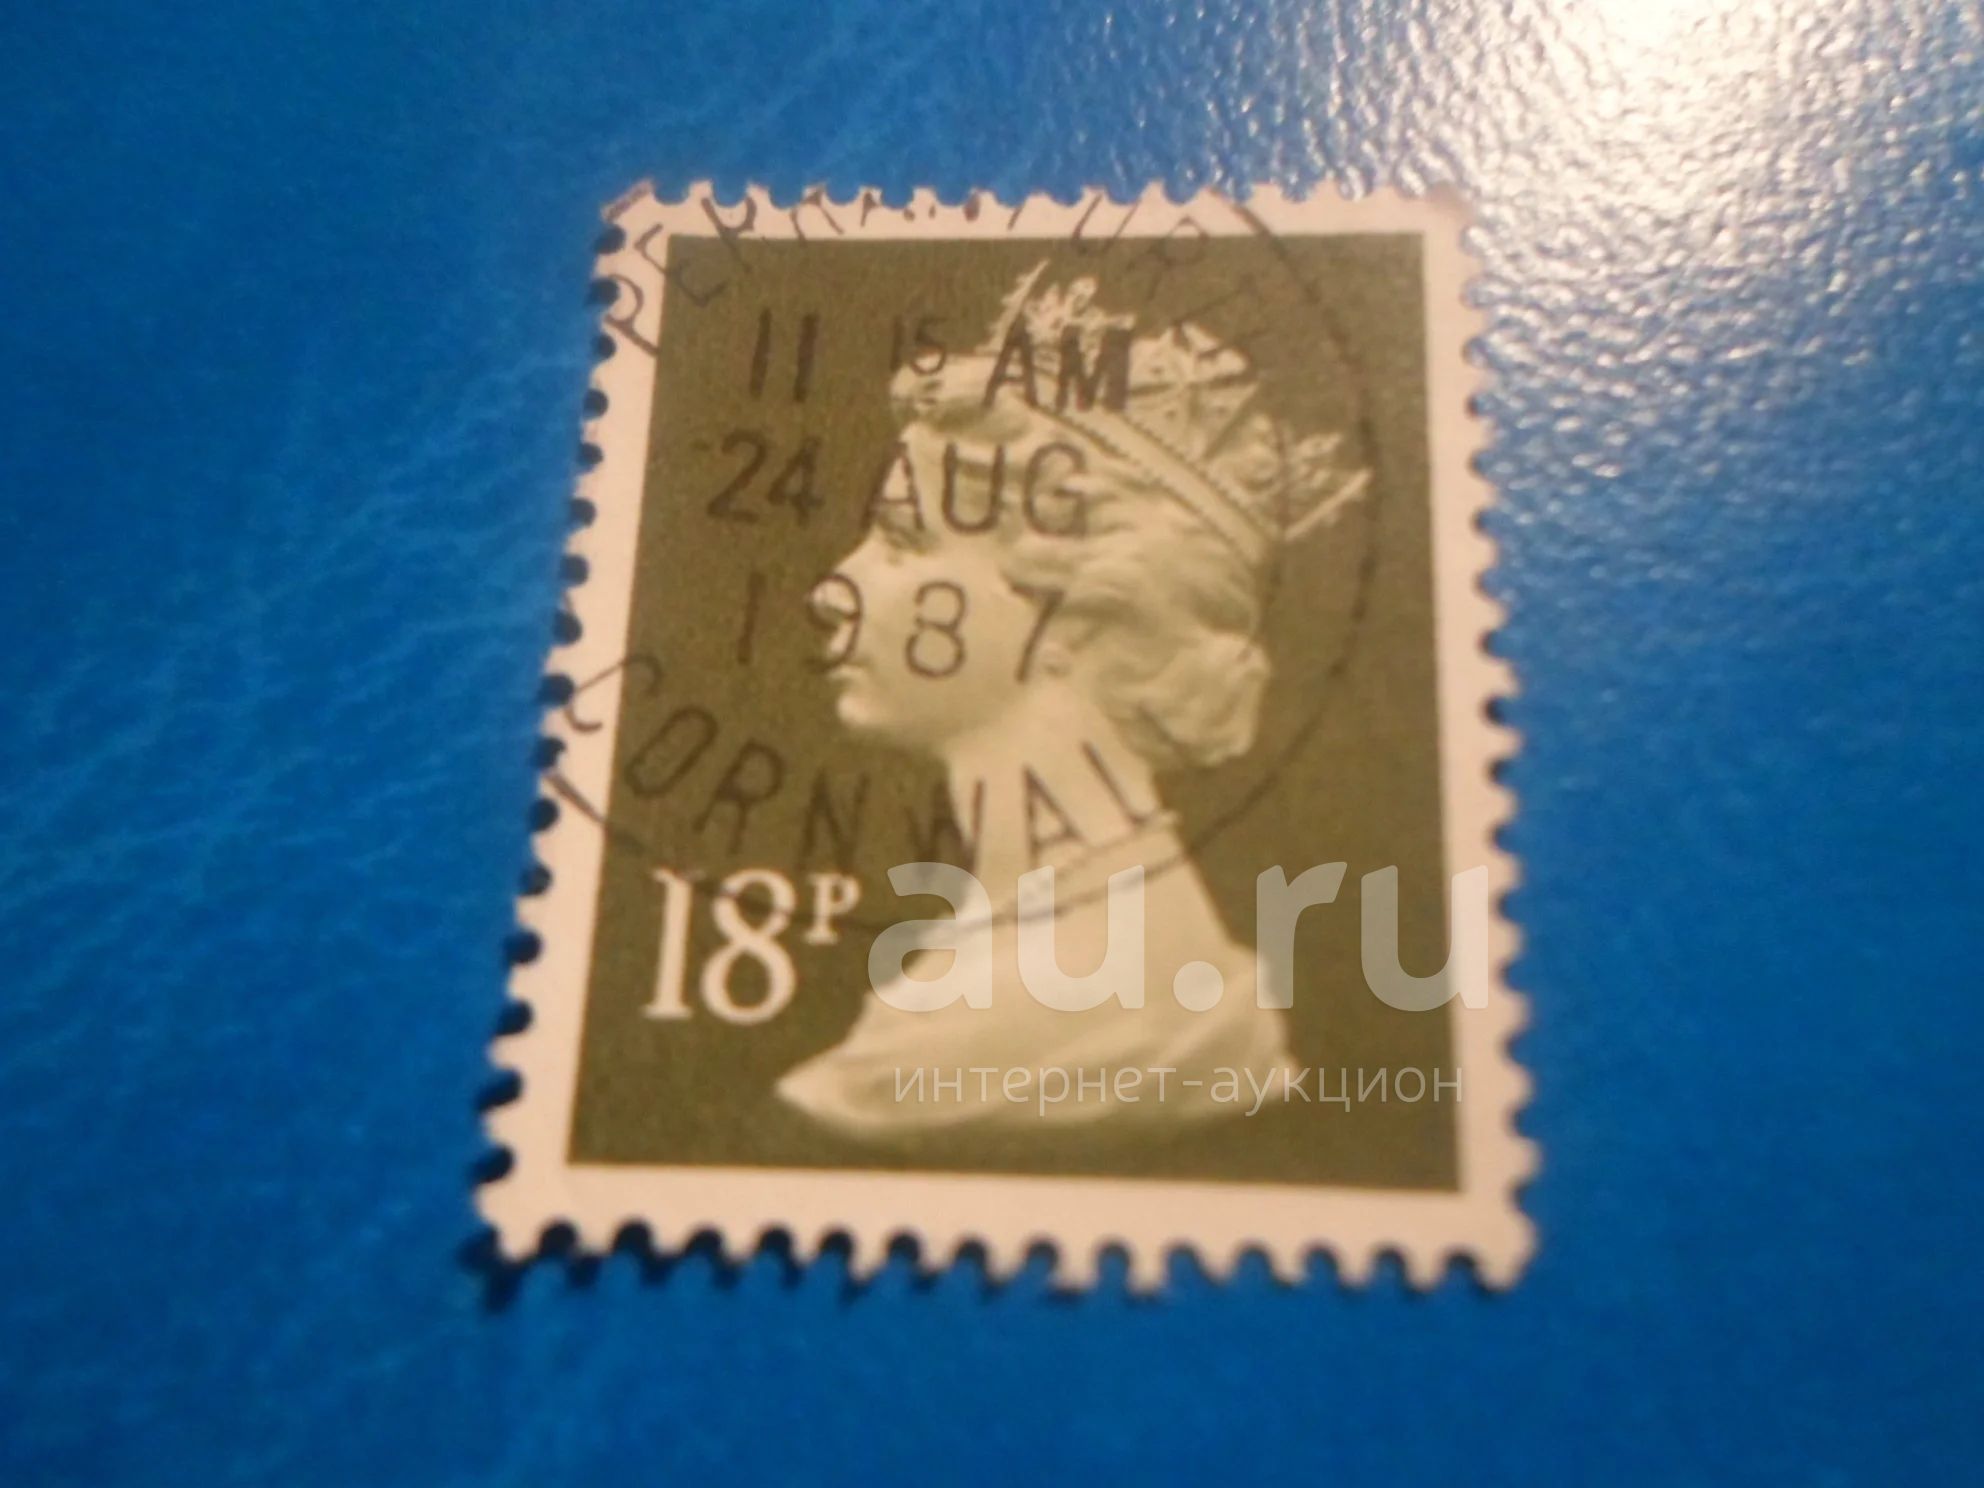 11 15 AM
24 AUG
1987
CORNWAL
18P
au.ru
интернет-аукцион